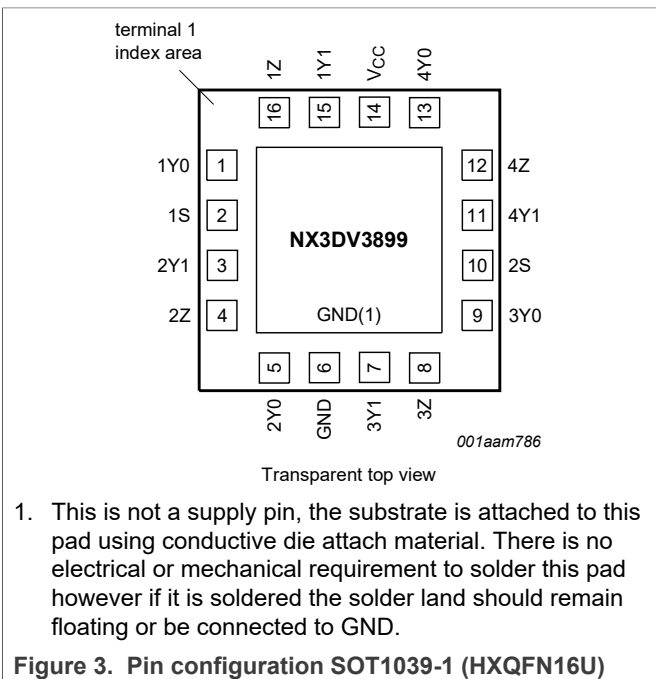 terminal 1
index area
1Z
1Y1
VCC
4Y0
16
15
14
13
1Y0
1
12
4Z
1S
2
11
4Y1
NX3DV3899
2Y1
3
10
2S
2Z
4
GND(1)
9
3Y0
5
6
7
8
2Y0
GND
3Y1
3Z
001aam786
Transparent top view
1. This is not a supply pin, the substrate is attached to this
pad using conductive die attach material. There is no
electrical or mechanical requirement to solder this pad
however if it is soldered the solder land should remain
floating or be connected to GND.
Figure 3. Pin configuration SOT1039-1 (HXQFN16U)